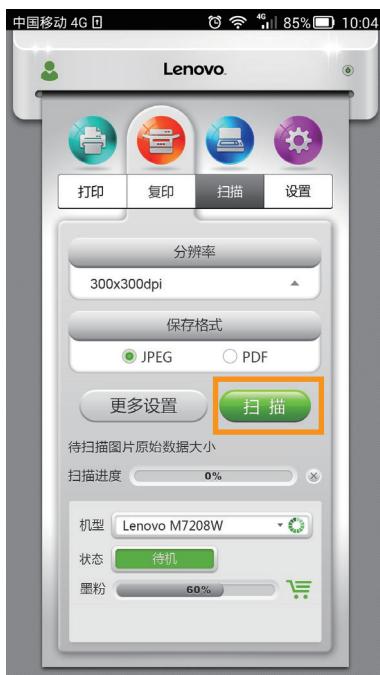 中国移动 4G 85% 10:04
Lenovo.
打印 复印 扫描 设置
分辨率
300x300dpi
保存格式
JPEG PDF
更多设置 扫 描
待扫描图片原始数据大小
扫描进度 0%
机型 Lenovo M7208W
状态 待机
墨粉 60%